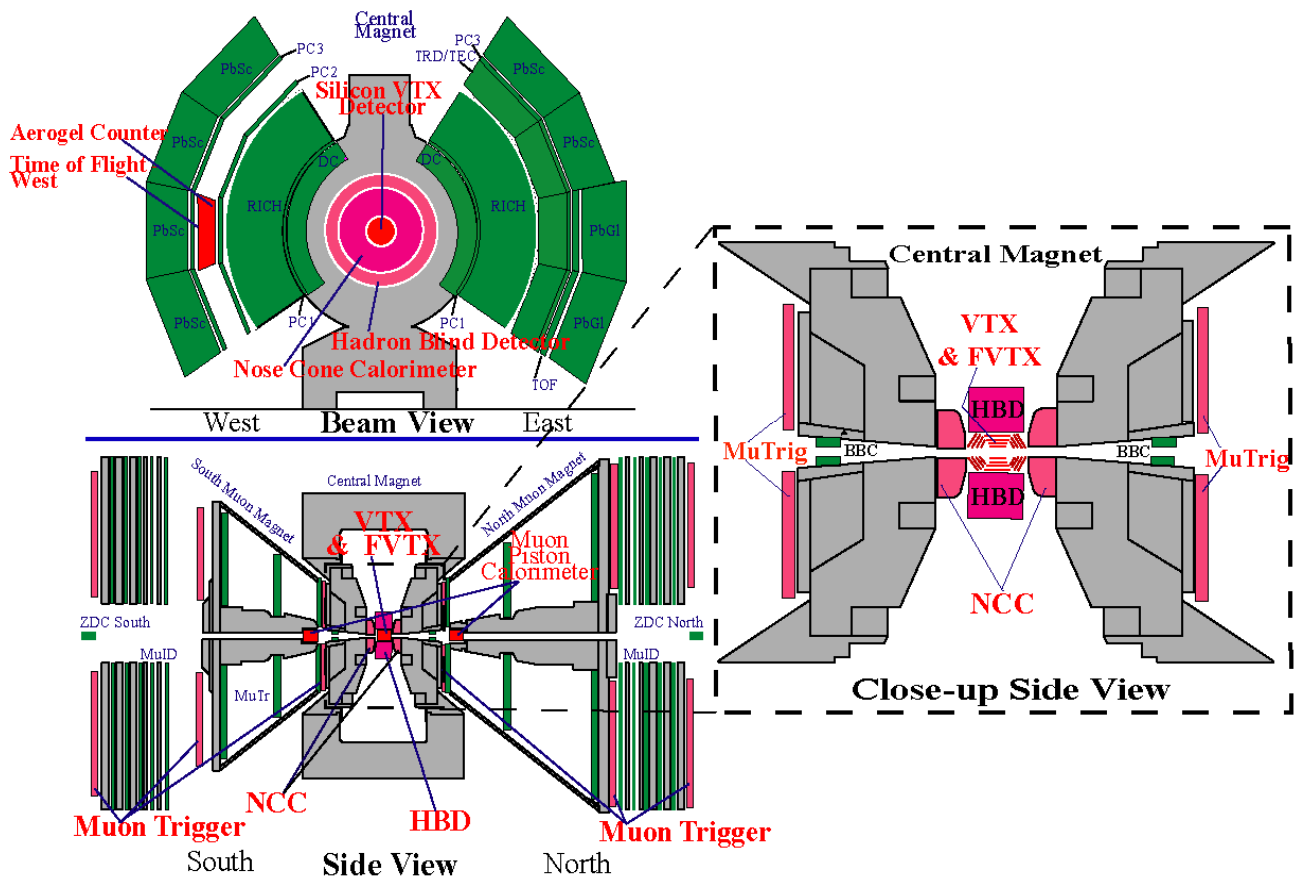 Central
Magnet
PC3
TRD/TEC
PC3
PbSc
PC2
PbSc
Silicon VTX
Detector
Aerogel Counter
Time of Flight
West
PbSc
DC
DC
PbSc
PbSc
RICH
RICH
PbGl
PbSc
PC1
PC1
PbGl
Hadron Blind Detector
Nose Cone Calorimeter
TOF
West
Beam View
East
Central Magnet
VTX
& FVTX
HBD
MuTrig
BBC
BBC
MuTrig
HBD
NCC
Close-up Side View
South Muon Magnet
Central Magnet
North Muon Magnet
VTX
& FVTX
Muon
Piston
Calorimeter
ZDC South
ZDC North
MuID
MuID
MuTr
NCC
HBD
Muon Trigger
Muon Trigger
South
Side View
North